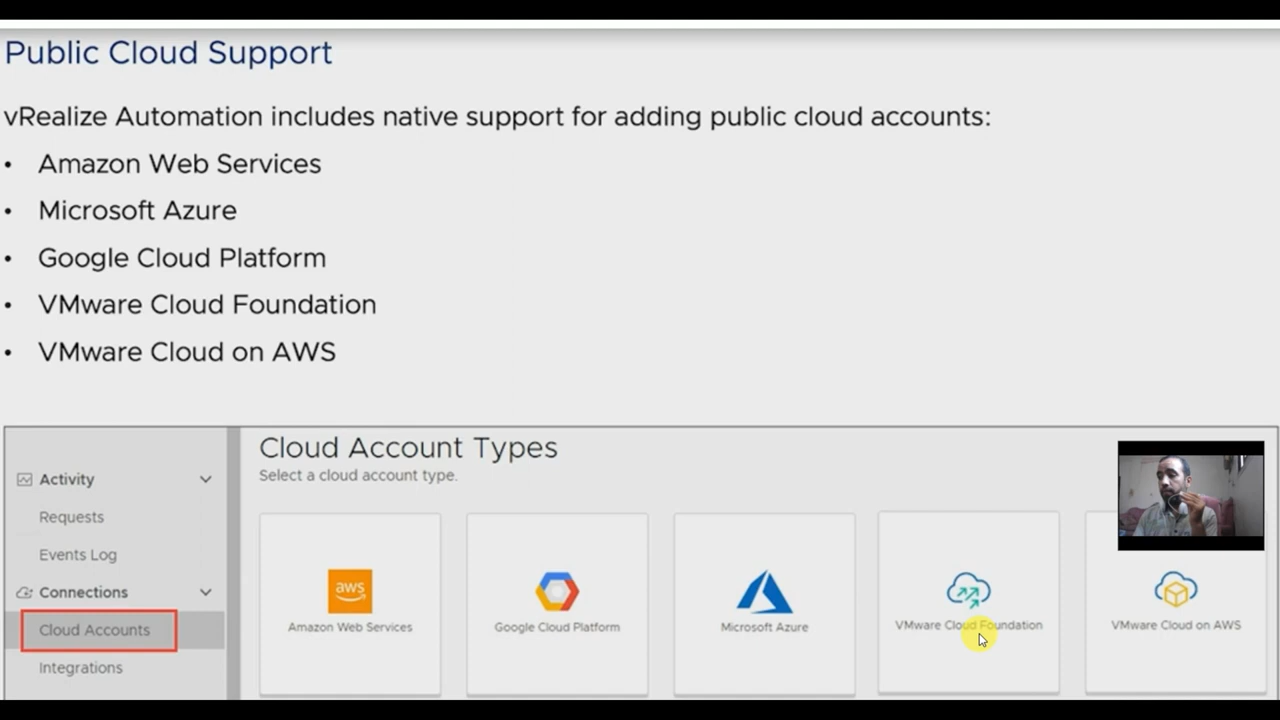 Public Cloud Support
vRealize Automation includes native support for adding public cloud accounts:
• Amazon Web Services
• Microsoft Azure
• Google Cloud Platform
• VMware Cloud Foundation
• VMware Cloud on AWS
Cloud Account Types
Select a cloud account type.
Activity
Requests
Events Log
Connections
Cloud Accounts
Integrations
aws
Amazon Web Services
Google Cloud Platform
Microsoft Azure
VMware Cloud Foundation
VMware Cloud on AWS